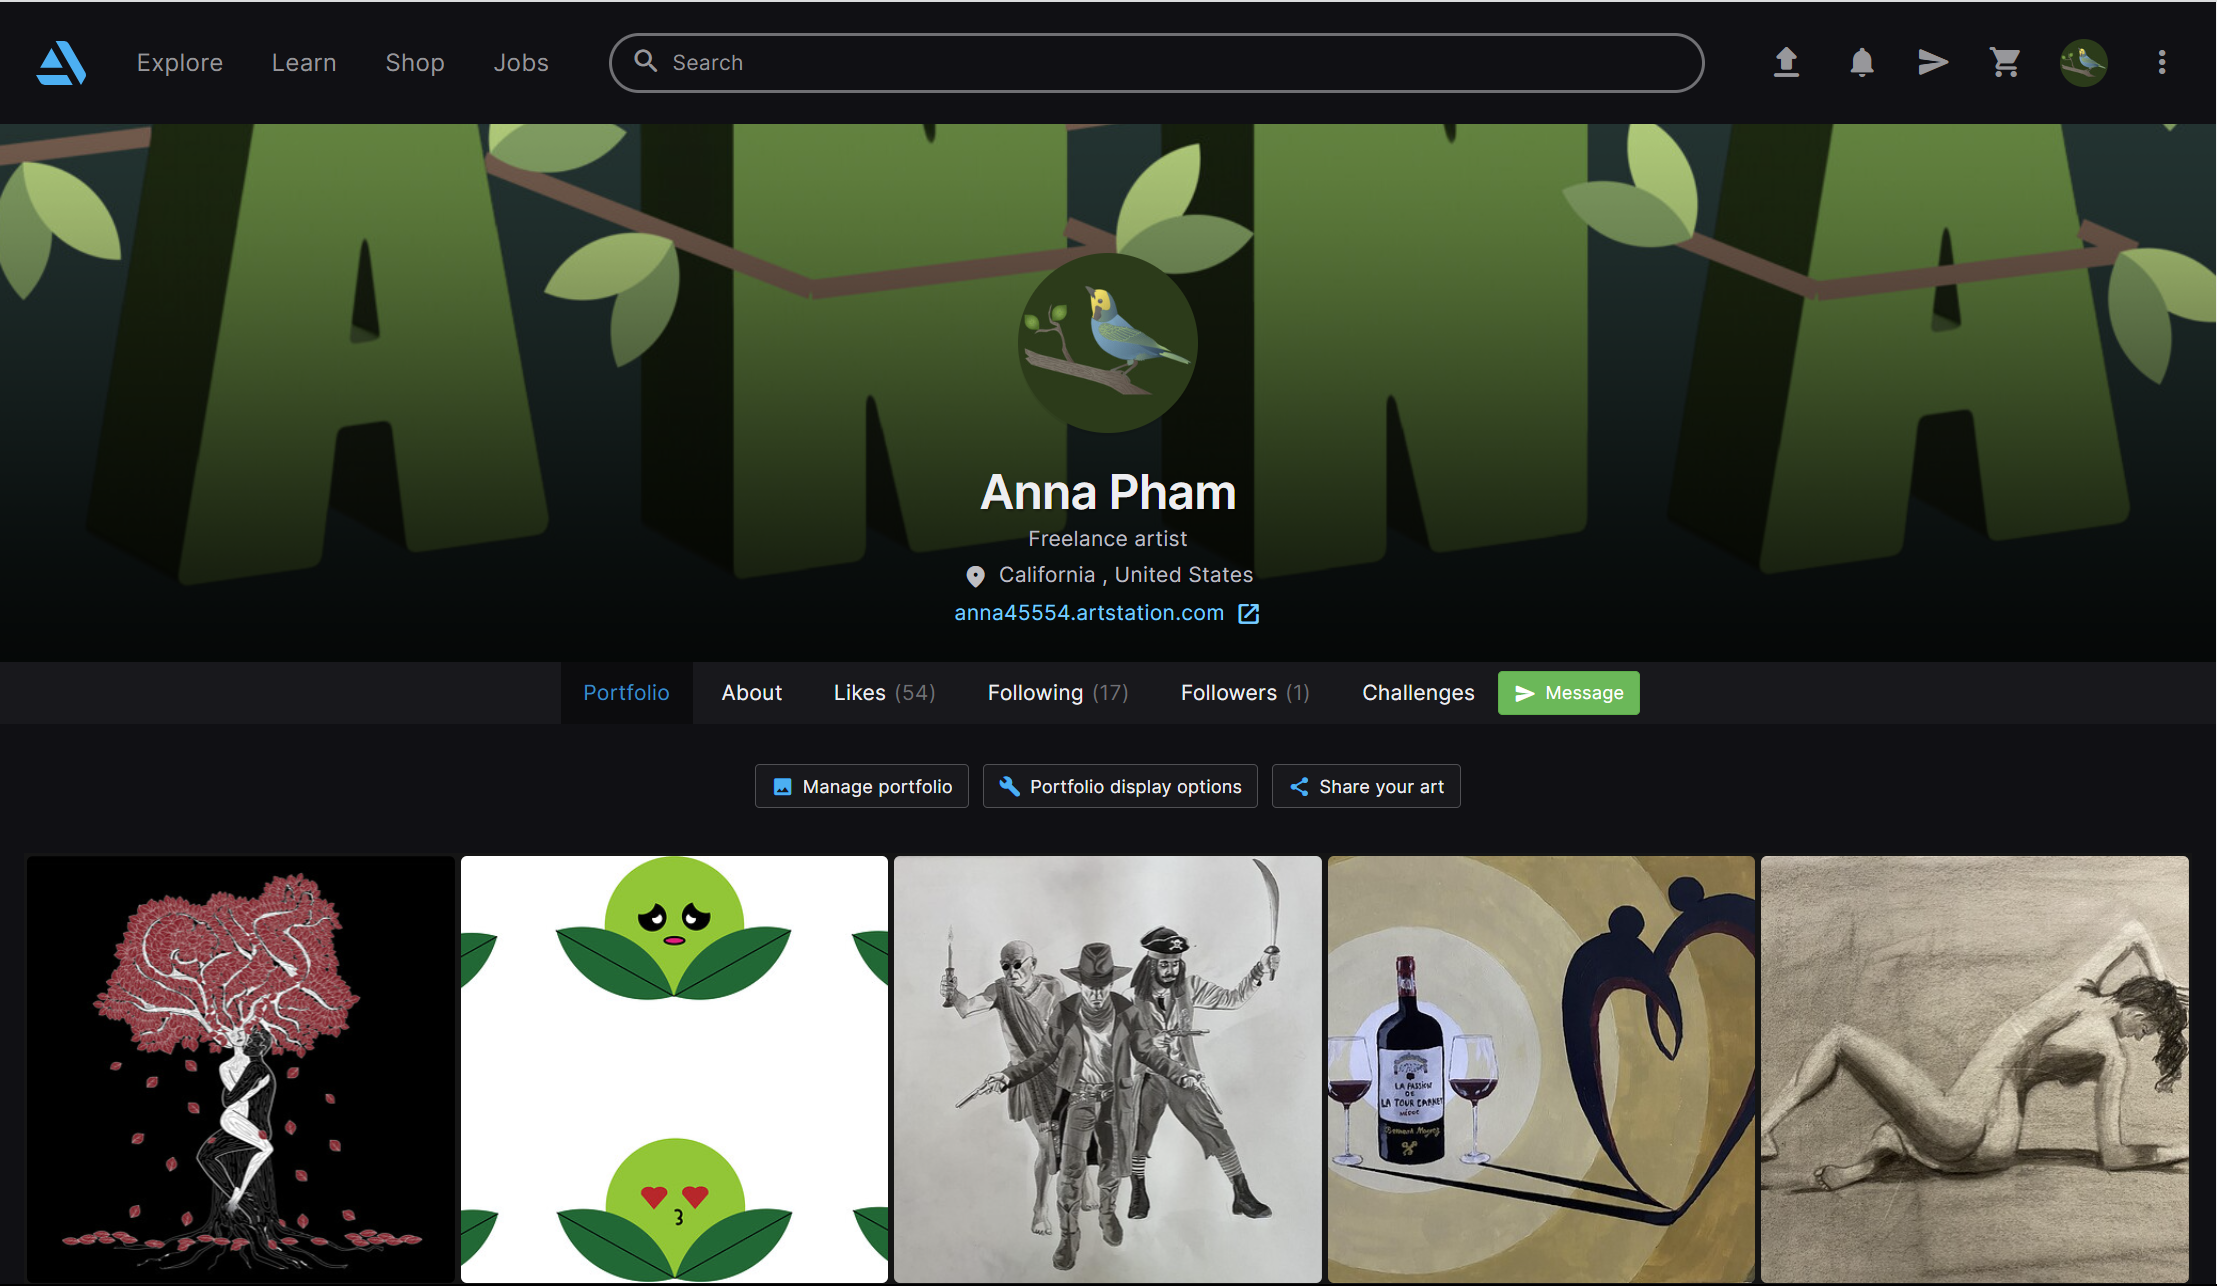 Explore Learn Shop Jobs Search
ANNA
Anna Pham
Freelance artist
California , United States
anna45554.artstation.com
Portfolio About Likes (54) Following (17) Followers (1) Challenges Message
Manage portfolio Portfolio display options Share your art
LA PASSION
DE
LA TOUR CARNET
MÉDOC